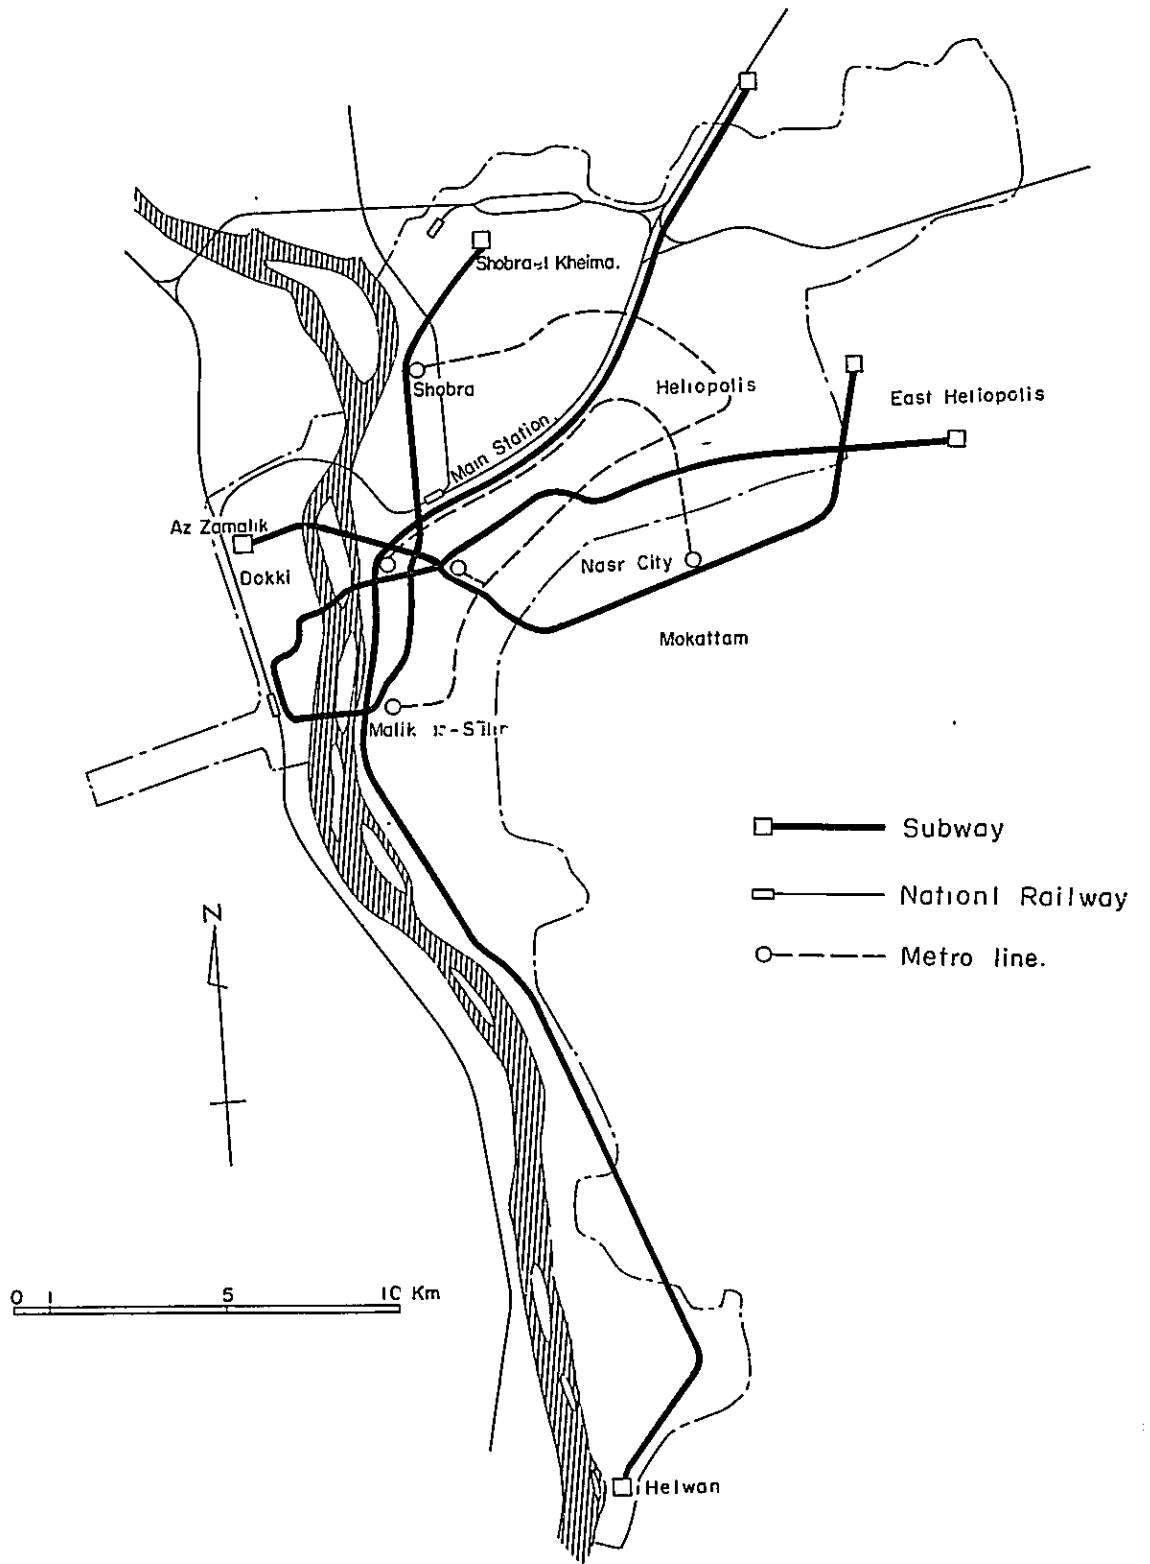 Shobra-el Kheima.
Shobra
Heliopolis
East Heliopolis
Main Station.
Az Zamalik
Dokki
Nasr City
Mokattam
Malik
Subway
Nationl Railway
Metro line.
N
0 1 5 10 Km
Helwan